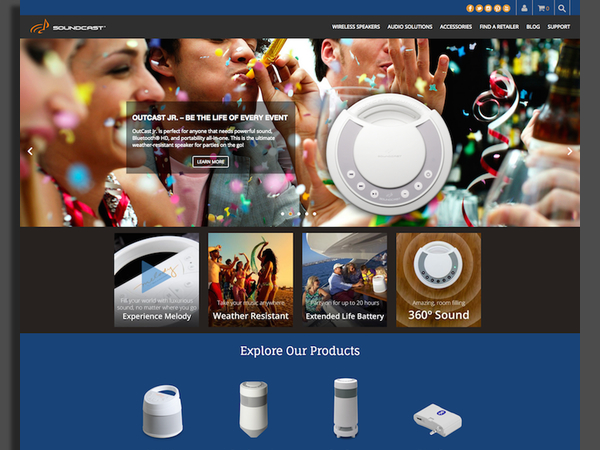 0
SOUNDCAST
WIRELESS SPEAKERS AUDIO SOLUTIONS ACCESSORIES FIND A RETAILER BLOG SUPPORT
OUTCAST JR. – BE THE LIFE OF EVERY EVENT
OutCast Jr. is perfect for anyone that needs powerful sound,
Bluetooth® HD, and portability all-in-one. This is the ultimate
weather-resistant speaker for parties on the go!
LEARN MORE
Fill your world with luxurious
sound, no matter where you go
Experience Melody
Take your music anywhere
Weather Resistant
Party on for up to 20 hours
Extended Life Battery
Amazing, room filling
360º Sound
Explore Our Products